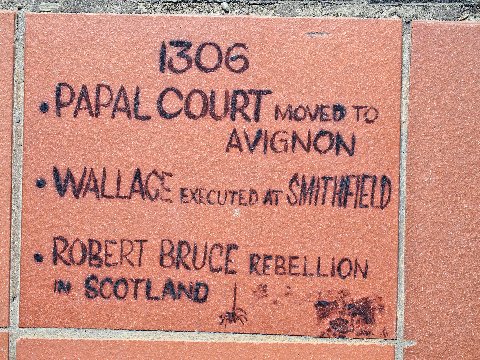 1306
• PAPAL COURT MOVED TO
AVIGNON
• WALLACE EXECUTED AT SMITHFIELD
• ROBERT BRUCE REBELLION
IN SCOTLAND